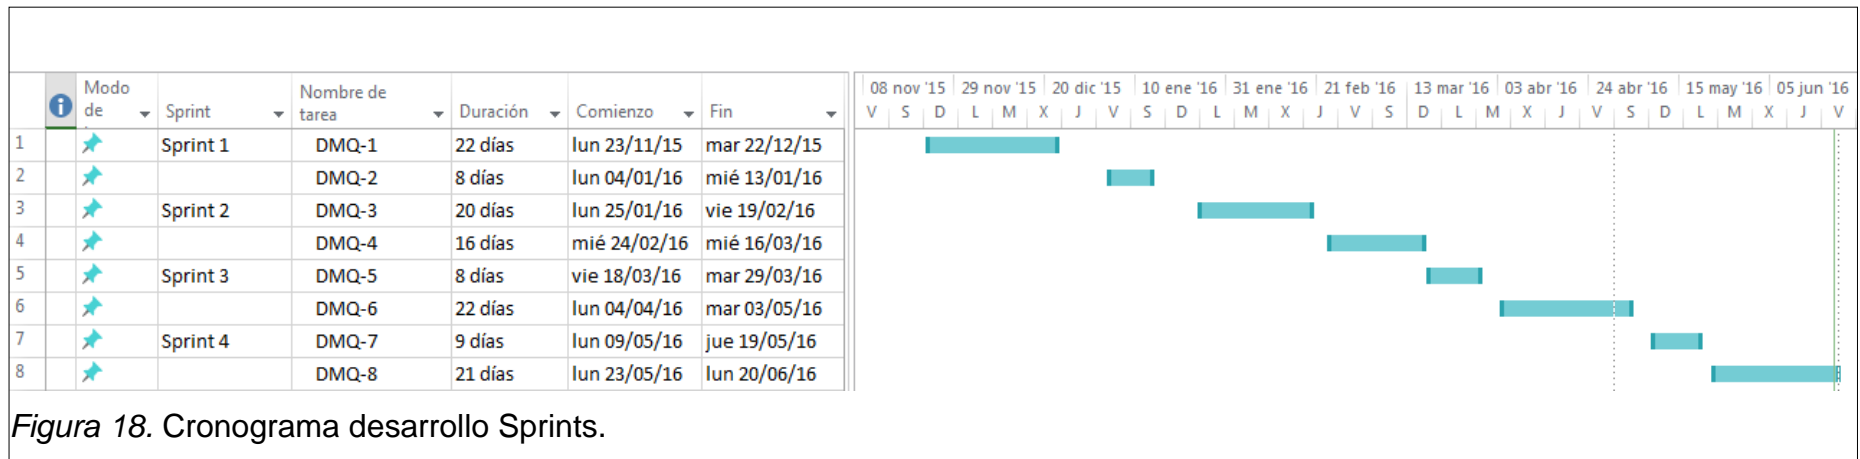 Modo de Sprint Nombre de tarea Duración Comienzo Fin
08 nov '15 29 nov '15 20 dic '15 10 ene '16 31 ene '16 21 feb '16 13 mar '16 03 abr '16 24 abr '16 15 may '16 05 jun '16
V S D L M X J V S D L M X J V S D L M X J V S D L M X J V
1 Sprint 1 DMQ-1 22 días lun 23/11/15 mar 22/12/15
2 DMQ-2 8 días lun 04/01/16 mié 13/01/16
3 Sprint 2 DMQ-3 20 días lun 25/01/16 vie 19/02/16
4 DMQ-4 16 días mié 24/02/16 mié 16/03/16
5 Sprint 3 DMQ-5 8 días vie 18/03/16 mar 29/03/16
6 DMQ-6 22 días lun 04/04/16 mar 03/05/16
7 Sprint 4 DMQ-7 9 días lun 09/05/16 jue 19/05/16
8 DMQ-8 21 días lun 23/05/16 lun 20/06/16
Figura 18. Cronograma desarrollo Sprints.